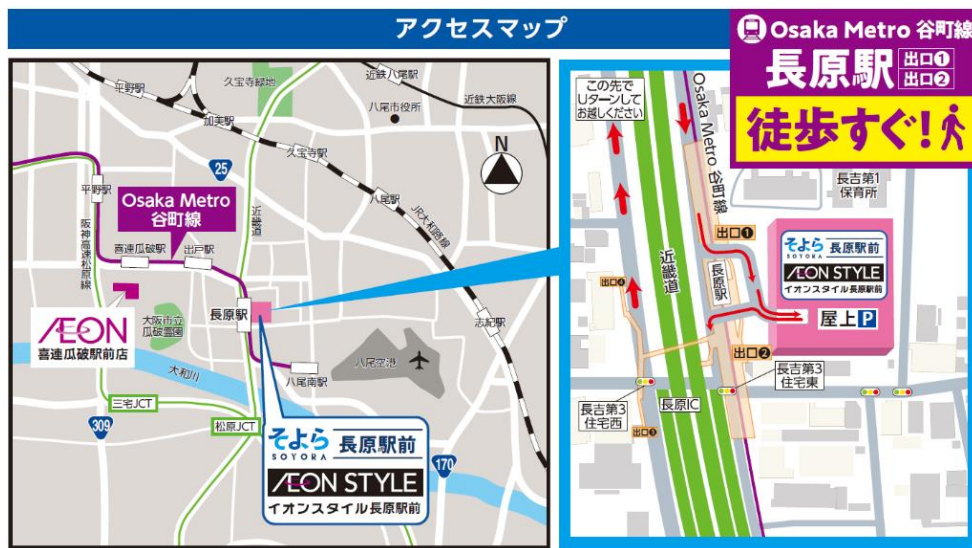 アクセスマップ
Osaka Metro 谷町線
長原駅
出口❶
出口❷
徒歩すぐ!
平野駅
加美駅
久宝寺緑地
近鉄八尾駅
八尾市役所
近鉄大阪線
久宝寺駅
N
25
平野駅
Osaka Metro
谷町線
近畿道
八尾駅
JR大和路線
阪神高速松原線
喜連瓜破駅
出戸駅
長原駅
志紀駅
ÆON
喜連瓜破駅前店
大阪市立
瓜破霊園
八尾空港
八尾南駅
大和川
三宅JCT
309
松原JCT
170
そよら 長原駅前
SOYORA
ÆON STYLE
イオンスタイル長原駅前
この先で
Uターンして
お越しください
Osaka Metro 谷町線
長吉第1
保育所
出口❶
近畿道
長原駅
出口❹
そよら 長原駅前
SOYORA
ÆON STYLE
イオンスタイル長原駅前
屋上P
出口❷
長吉第3
住宅東
長吉第3
住宅西
長原IC
出口❸